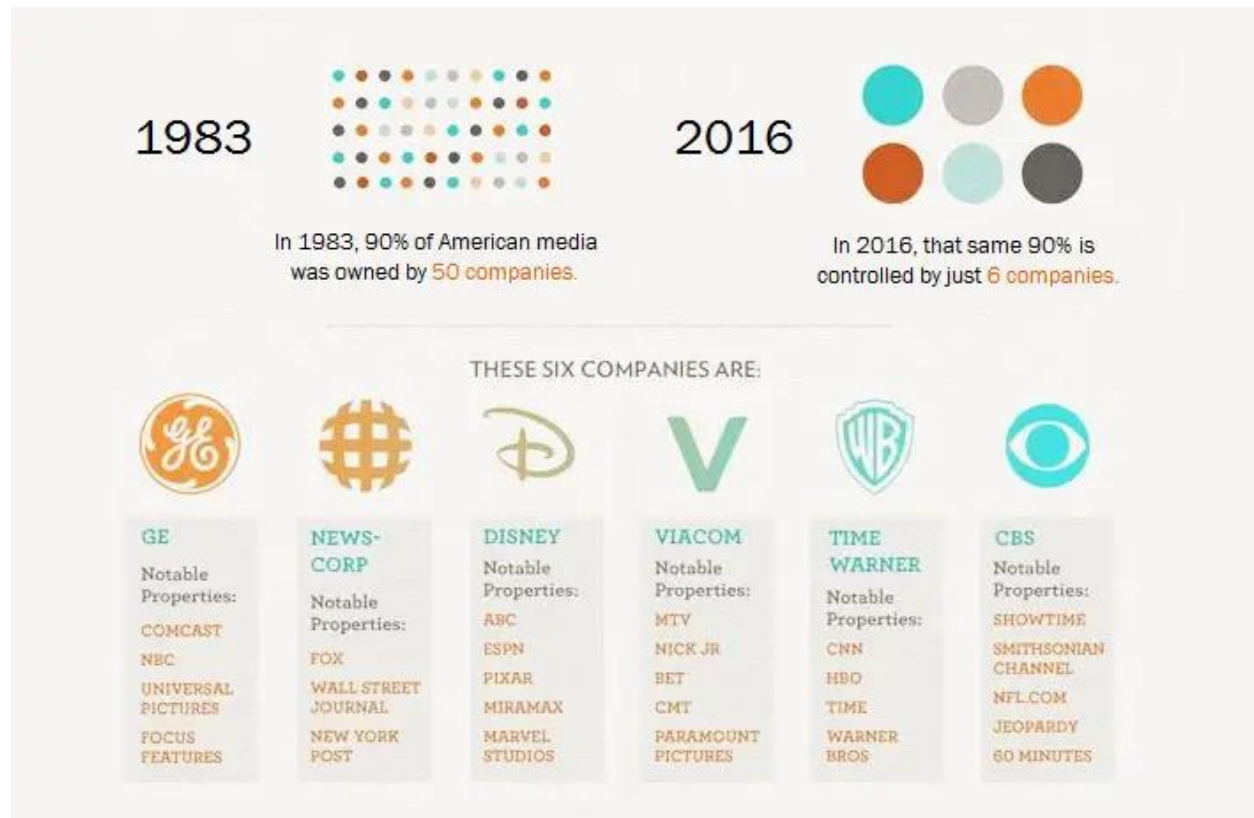 1983
In 1983, 90% of American media
was owned by 50 companies.
2016
In 2016, that same 90% is
controlled by just 6 companies.
THESE SIX COMPANIES ARE:
GE
GE
Notable
Properties:
COMCAST
NBC
UNIVERSAL
PICTURES
FOCUS
FEATURES
NEWS-
CORP
Notable
Properties:
FOX
WALL STREET
JOURNAL
NEW YORK
POST
D
DISNEY
Notable
Properties:
ABC
ESPN
PIXAR
MIRAMAX
MARVEL
STUDIOS
V
VIACOM
Notable
Properties:
MTV
NICK JR
BET
CMT
PARAMOUNT
PICTURES
WB
TIME
WARNER
Notable
Properties:
CNN
HBO
TIME
WARNER
BROS
CBS
Notable
Properties:
SHOWTIME
SMITHSONIAN
CHANNEL
NFL.COM
JEOPARDY
60 MINUTES